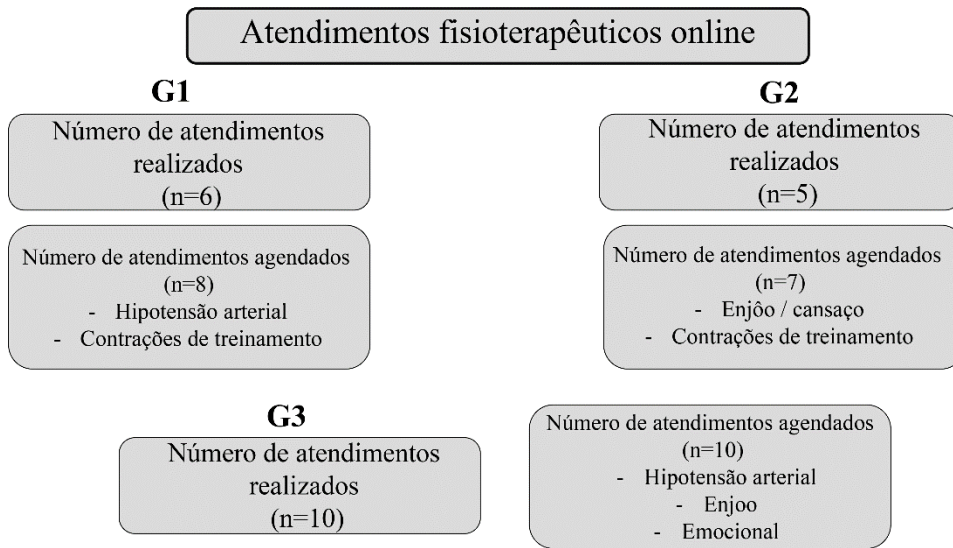 Atendimentos fisioterapêuticos online
G1
Número de atendimentos
realizados
(n=6)
Número de atendimentos agendados
(n=8)
- Hipotensão arterial
- Contrações de treinamento
G2
Número de atendimentos
realizados
(n=5)
Número de atendimentos agendados
(n=7)
- Enjôo / cansaço
- Contrações de treinamento
G3
Número de atendimentos
realizados
(n=10)
Número de atendimentos agendados
(n=10)
- Hipotensão arterial
- Enjoo
- Emocional